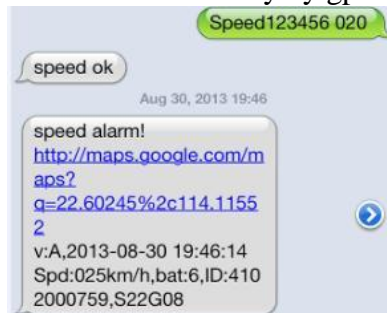 Speed123456 020
speed ok
Aug 30, 2013 19:46
speed alarm!
http://maps.google.com/m
aps?
q=22.60245%2c114.1155
2
v:A,2013-08-30 19:46:14
Spd:025km/h,bat:6,ID:410
2000759,S22G08